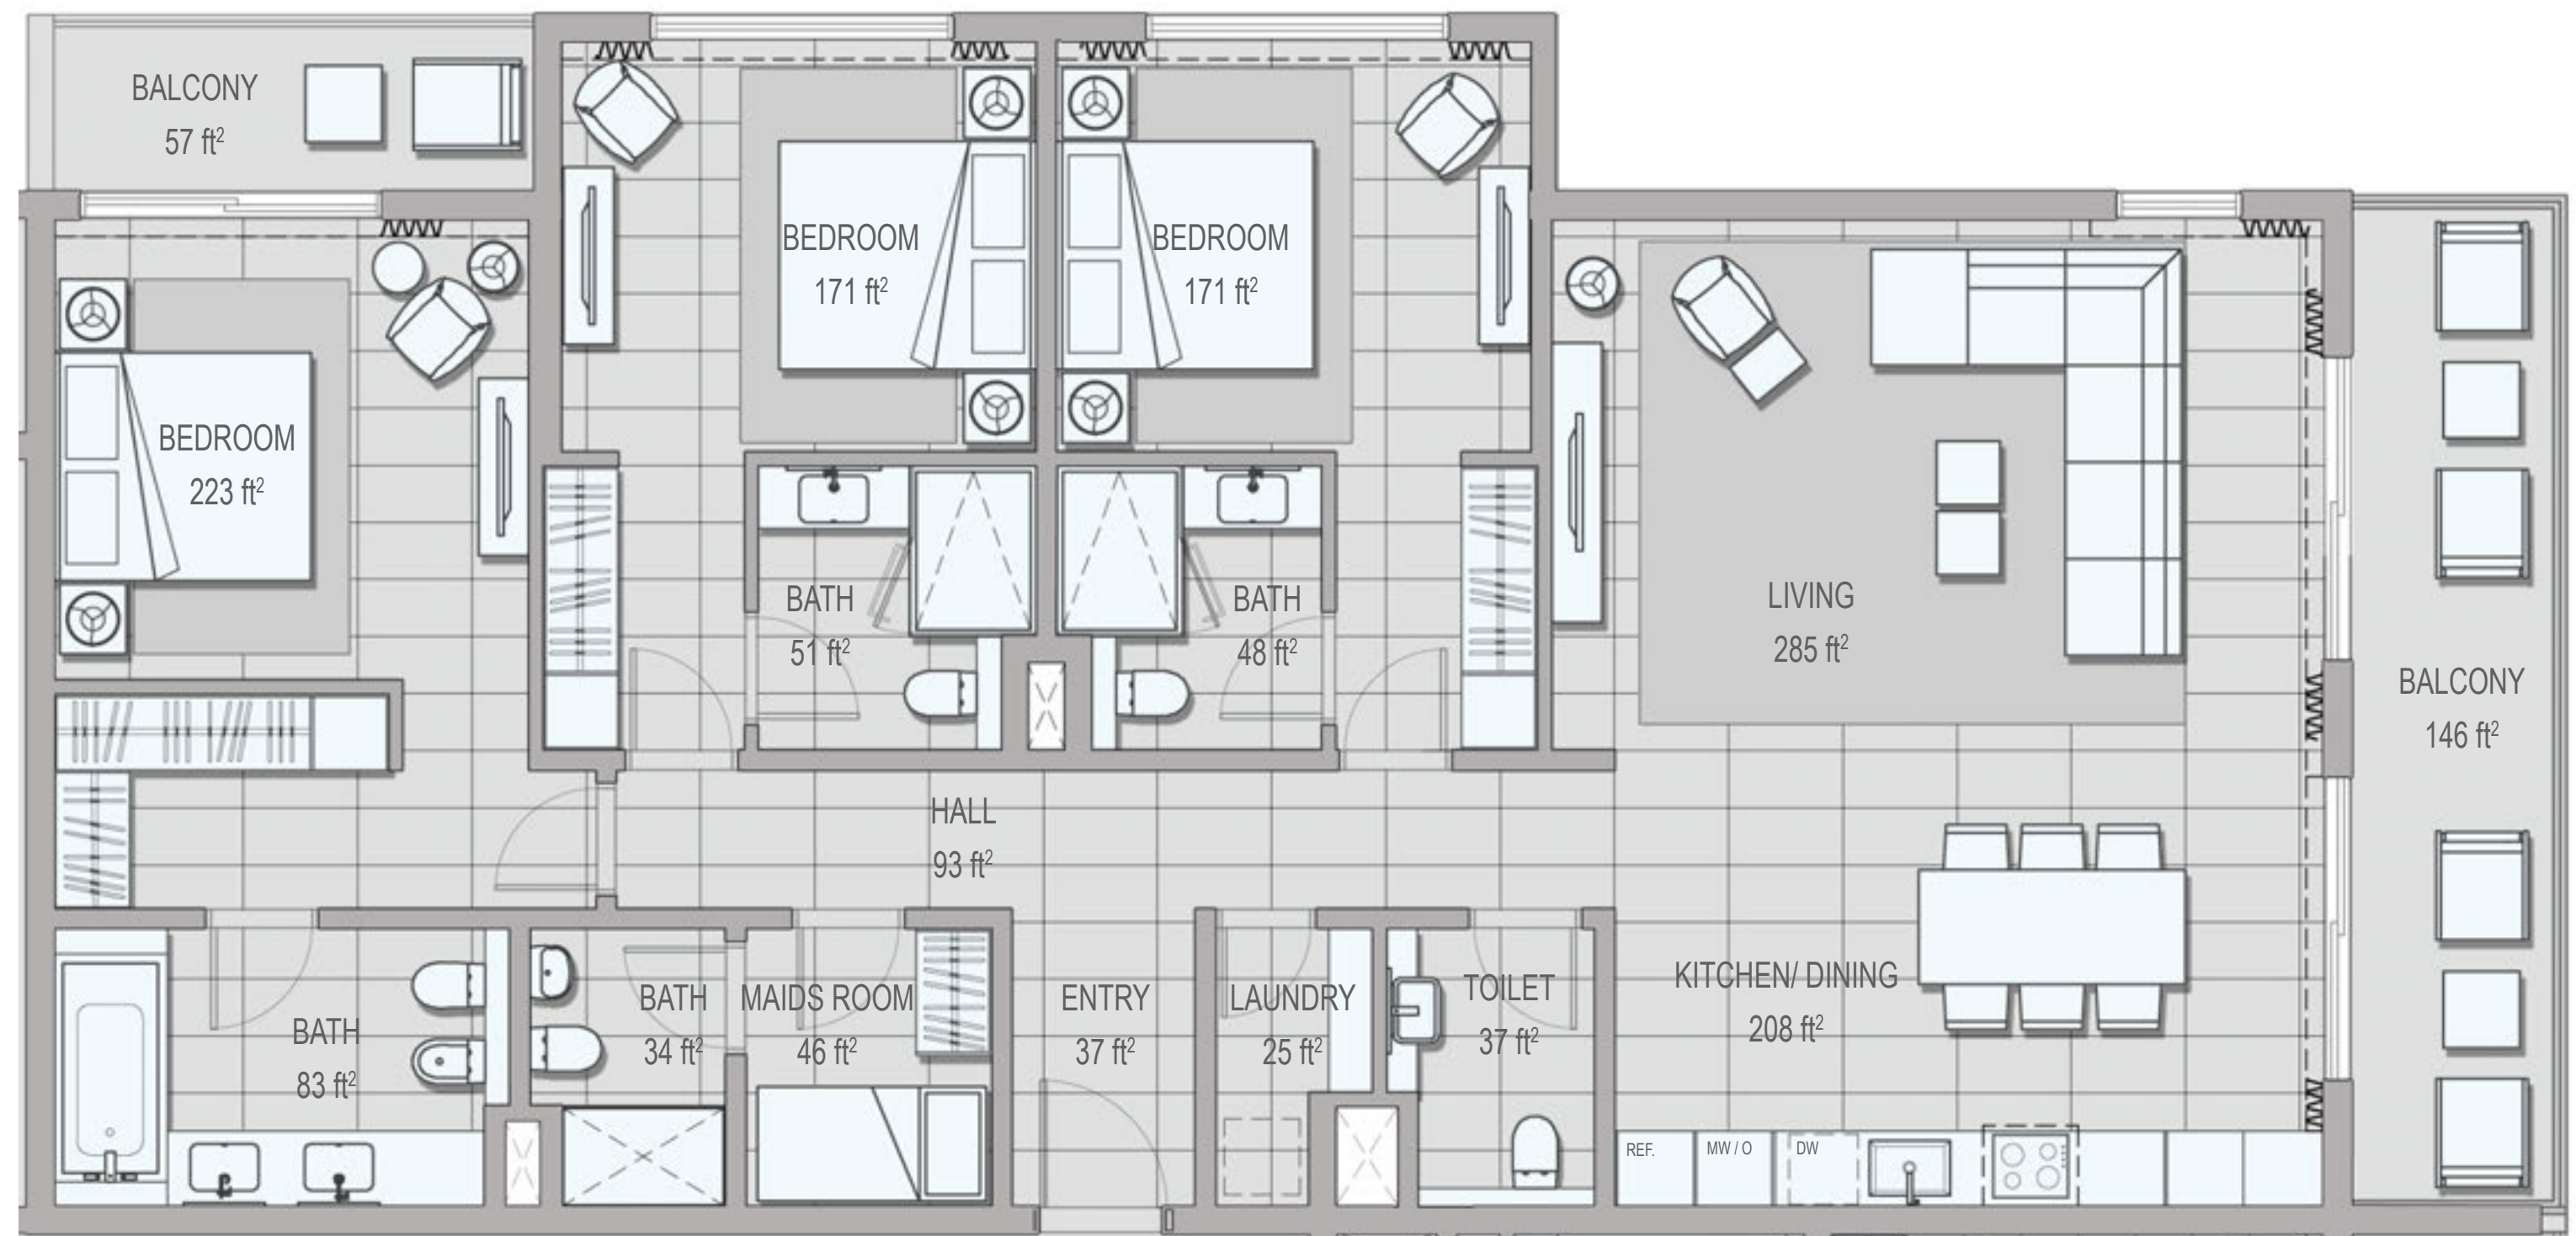 BALCONY
57 ft²
BEDROOM
171 ft²
BEDROOM
171 ft²
BEDROOM
223 ft²
BATH
51 ft²
BATH
48 ft²
LIVING
285 ft²
BALCONY
146 ft²
HALL
93 ft²
BATH
83 ft²
BATH
34 ft²
MAIDS ROOM
46 ft²
ENTRY
37 ft²
LAUNDRY
25 ft²
TOILET
37 ft²
KITCHEN/ DINING
208 ft²
REF.
MW / O
DW